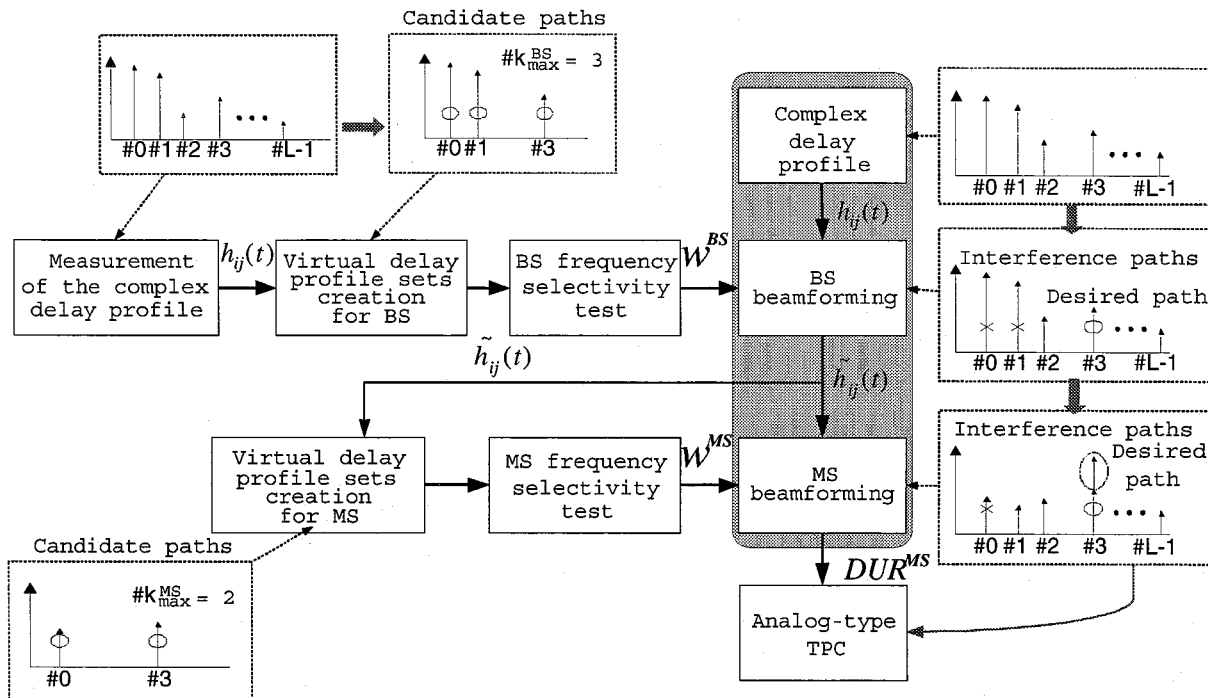 Candidate paths
#k BS max = 3
#0 #1 #2 #3 #L-1
#0 #1 #3
Complex
delay
profile
#0 #1 #2 #3 #L-1
h_ij(t)
Measurement
of the complex
delay profile
h_ij(t)
Virtual delay
profile sets
creation
for BS
BS frequency
selectivity
test
W^BS
BS
beamforming
Interference paths
Desired path
#0 #1 #2 #3 #L-1
h̃_ij(t)
h̃_ij(t)
Virtual delay
profile sets
creation
for MS
MS frequency
selectivity
test
W^MS
MS
beamforming
Interference paths
Desired
path
#0 #1 #2 #3 #L-1
Candidate paths
#k MS max = 2
#0 #3
DUR^MS
Analog-type
TPC